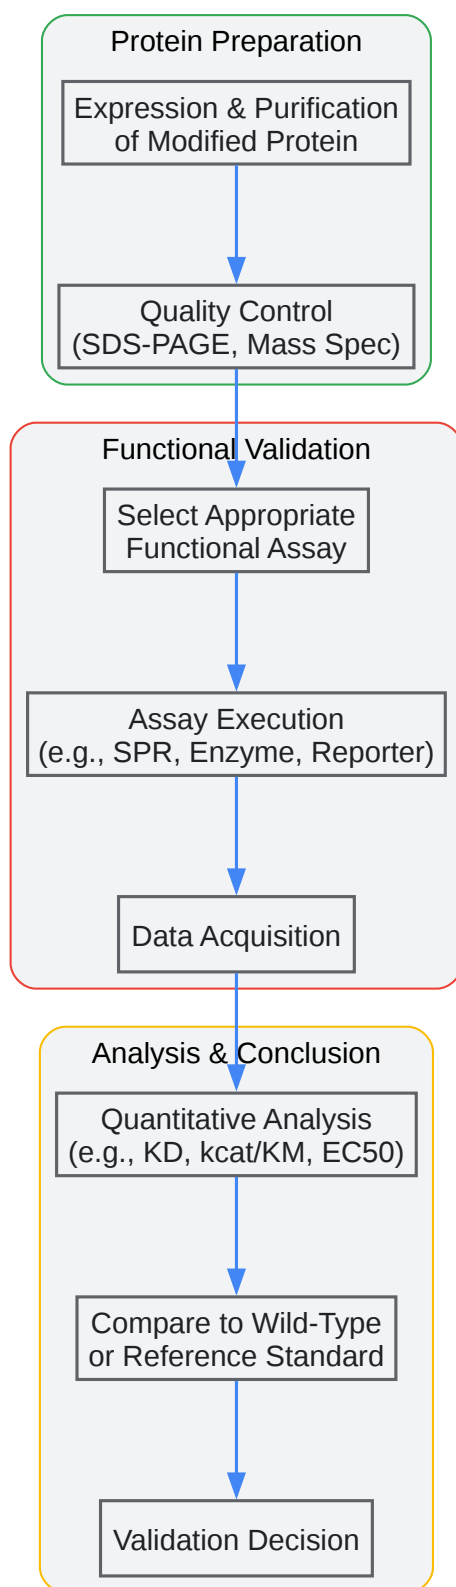 Protein Preparation
Expression & Purification
of Modified Protein
Quality Control
(SDS-PAGE, Mass Spec)
Functional Validation
Select Appropriate
Functional Assay
Assay Execution
(e.g., SPR, Enzyme, Reporter)
Data Acquisition
Analysis & Conclusion
Quantitative Analysis
(e.g., KD, kcat/KM, EC50)
Compare to Wild-Type
or Reference Standard
Validation Decision